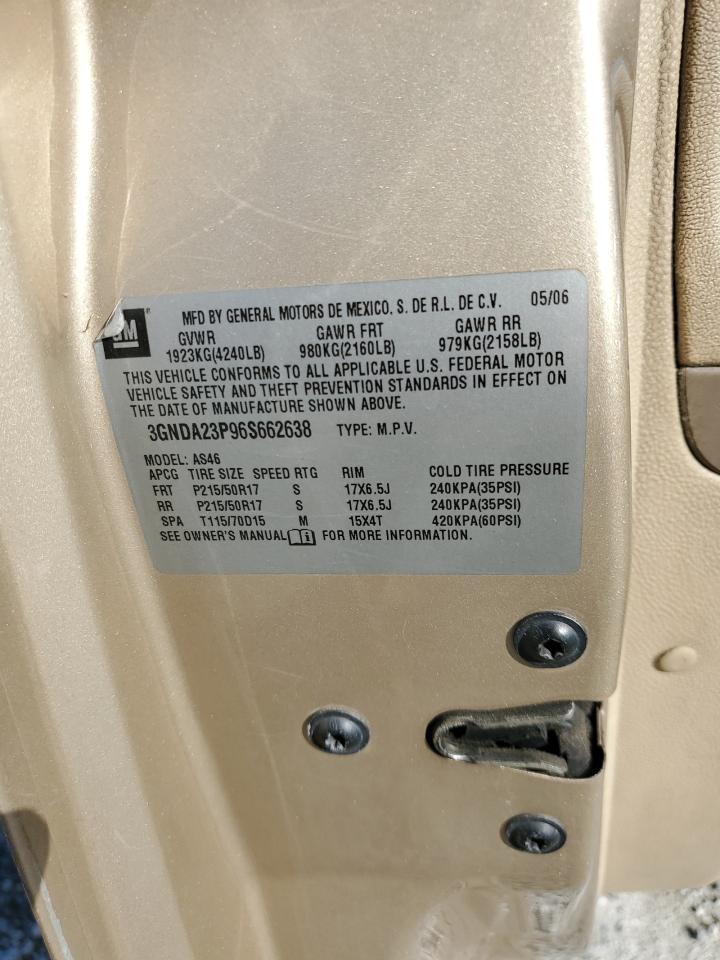 GM ® MFD BY GENERAL MOTORS DE MEXICO, S. DE R.L. DE C.V. 05/06
GVWR GAWR FRT GAWR RR
1923KG(4240LB) 980KG(2160LB) 979KG(2158LB)
THIS VEHICLE CONFORMS TO ALL APPLICABLE U.S. FEDERAL MOTOR
VEHICLE SAFETY AND THEFT PREVENTION STANDARDS IN EFFECT ON
THE DATE OF MANUFACTURE SHOWN ABOVE.
3GNDA23P96S662638 TYPE: M.P.V.
MODEL: AS46
APCG TIRE SIZE SPEED RTG RIM COLD TIRE PRESSURE
FRT P215/50R17 S 17X6.5J 240KPA(35PSI)
RR P215/50R17 S 17X6.5J 240KPA(35PSI)
SPA T115/70D15 M 15X4T 420KPA(60PSI)
SEE OWNER'S MANUAL FOR MORE INFORMATION.